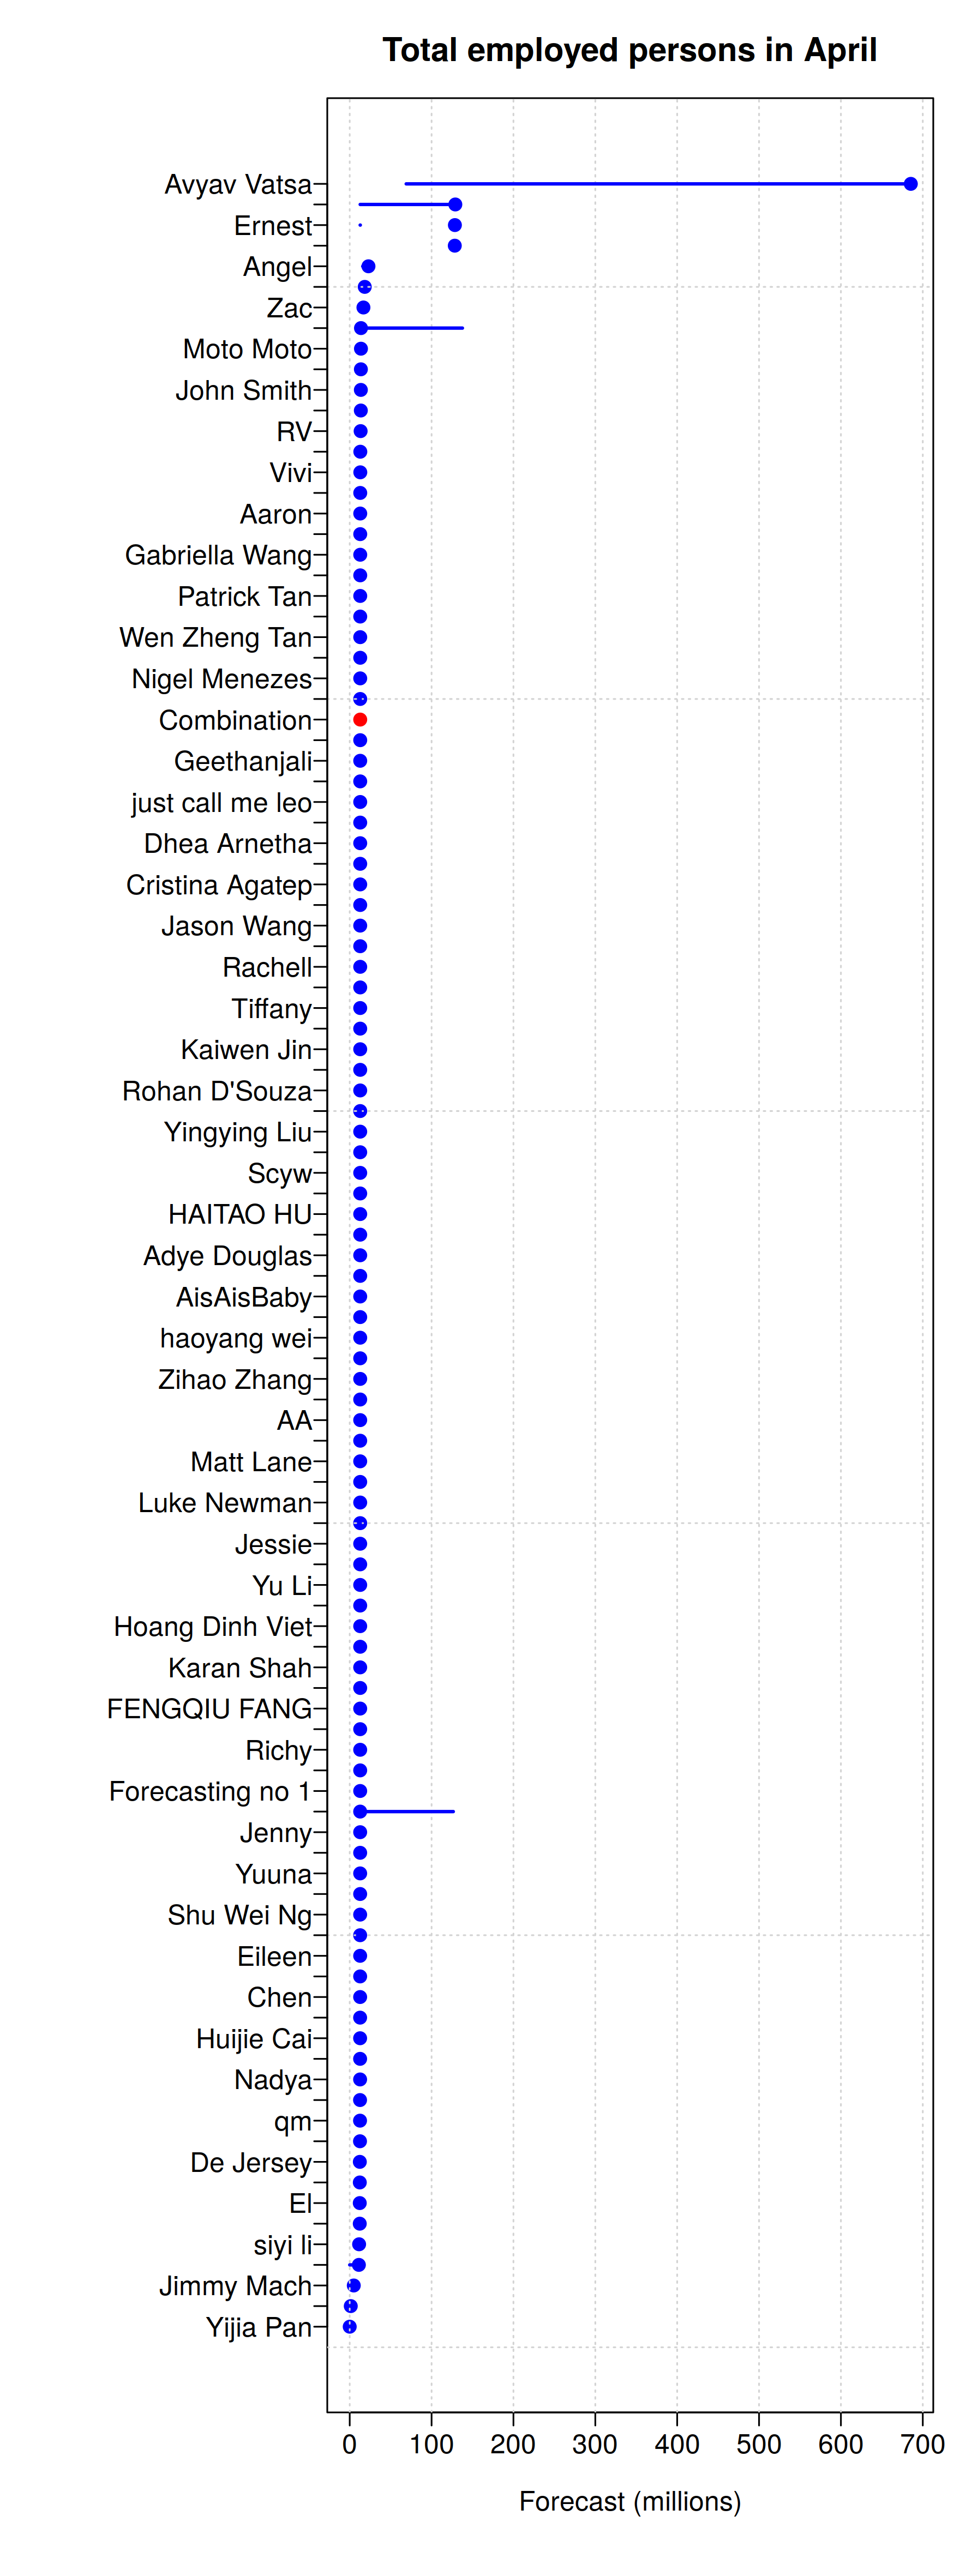 Total employed persons in April
Avyav Vatsa
Ernest
Angel
Zac
Moto Moto
John Smith
RV
Vivi
Aaron
Gabriella Wang
Patrick Tan
Wen Zheng Tan
Nigel Menezes
Combination
Geethanjali
just call me leo
Dhea Arnetha
Cristina Agatep
Jason Wang
Rachell
Tiffany
Kaiwen Jin
Rohan D'Souza
Yingying Liu
Scyw
HAITAO HU
Adye Douglas
AisAisBaby
haoyang wei
Zihao Zhang
AA
Matt Lane
Luke Newman
Jessie
Yu Li
Hoang Dinh Viet
Karan Shah
FENGQIU FANG
Richy
Forecasting no 1
Jenny
Yuuna
Shu Wei Ng
Eileen
Chen
Huijie Cai
Nadya
qm
De Jersey
El
siyi li
Jimmy Mach
Yijia Pan
0 100 200 300 400 500 600 700
Forecast (millions)